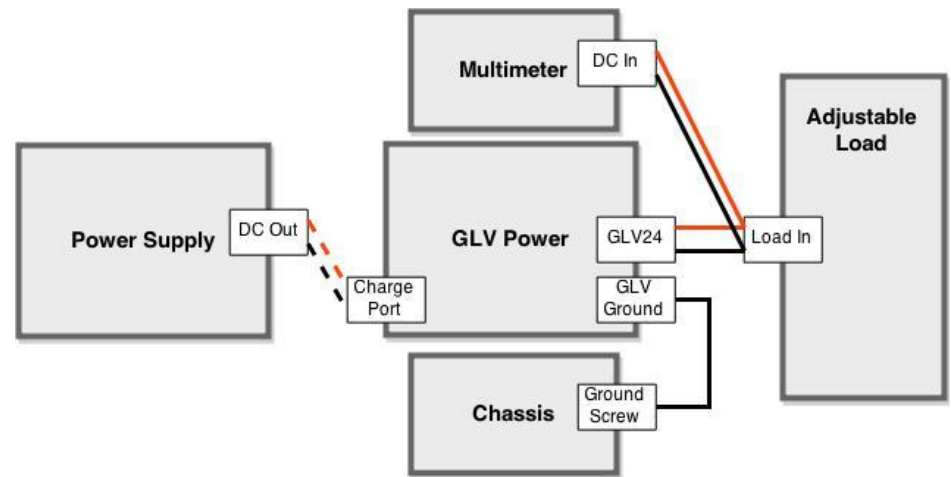 Multimeter
DC In
Adjustable
Load
Power Supply
DC Out
GLV Power
GLV24
Load In
Charge
Port
GLV
Ground
Chassis
Ground
Screw